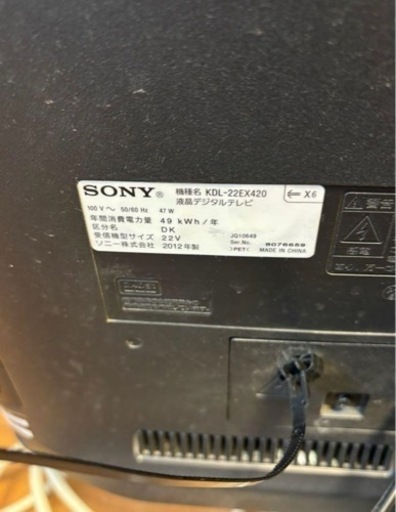 SONY® 機種名 KDL-22EX420 X6
液晶デジタルテレビ
100 V～ 50/60 Hz 47 W
年間消費電力量 49 kWh/年
区分名 DK
受信機型サイズ 22V JQ10649
ソニー株式会社 2012年製 Ser.No. 8076659
>PET< MADE IN CHINA
警告